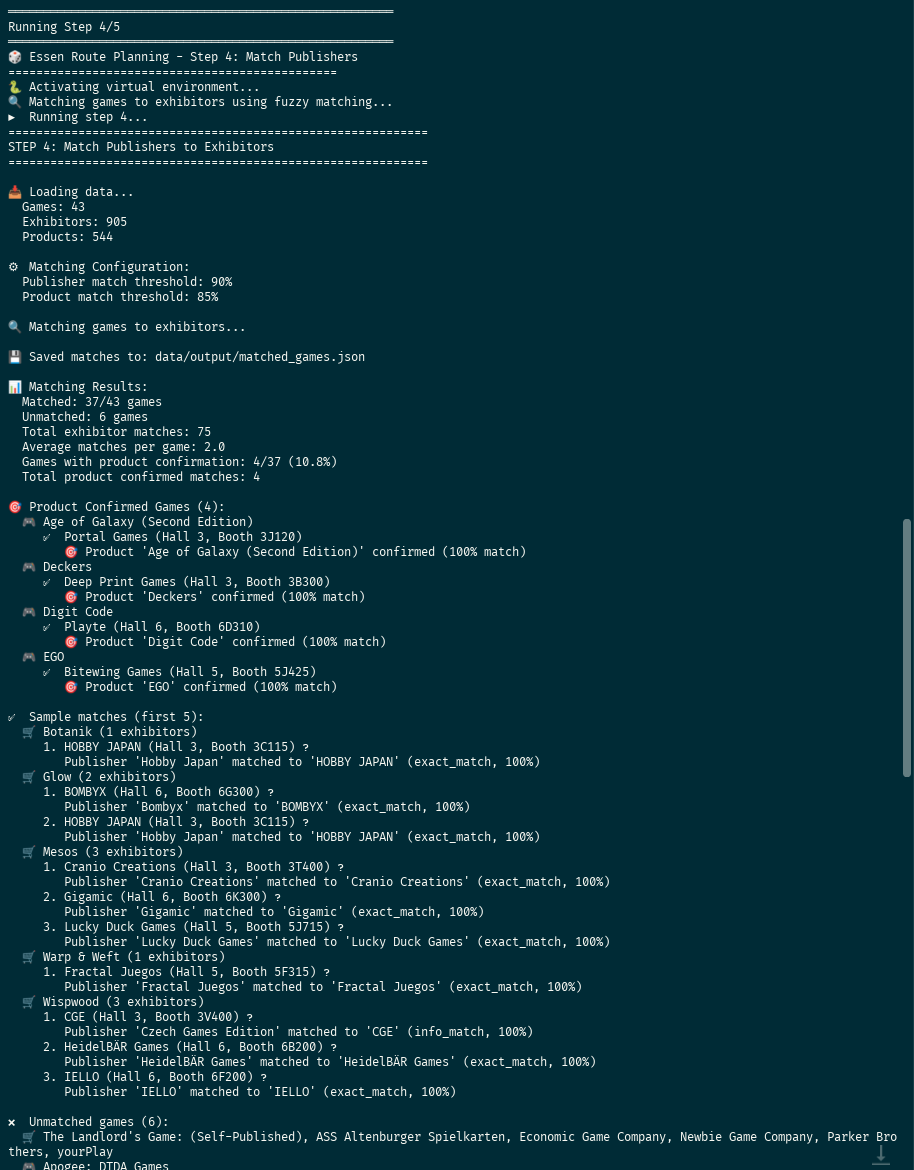 ════════════════════════════════════════════════════════
Running Step 4/5
════════════════════════════════════════════════════════
🎲 Essen Route Planning - Step 4: Match Publishers
===============================================
🐍 Activating virtual environment...
🔍 Matching games to exhibitors using fuzzy matching...
▶  Running step 4...
============================================================
STEP 4: Match Publishers to Exhibitors
============================================================
📥 Loading data...
Games: 43
Exhibitors: 905
Products: 544
⚙  Matching Configuration:
Publisher match threshold: 90%
Product match threshold: 85%
🔍 Matching games to exhibitors...
💾 Saved matches to: data/output/matched_games.json
📊 Matching Results:
Matched: 37/43 games
Unmatched: 6 games
Total exhibitor matches: 75
Average matches per game: 2.0
Games with product confirmation: 4/37 (10.8%)
Total product confirmed matches: 4
🎯 Product Confirmed Games (4):
🎮 Age of Galaxy (Second Edition)
✅ Portal Games (Hall 3, Booth 3J120)
🎯 Product 'Age of Galaxy (Second Edition)' confirmed (100% match)
🎮 Deckers
✅ Deep Print Games (Hall 3, Booth 3B300)
🎯 Product 'Deckers' confirmed (100% match)
🎮 Digit Code
✅ Playte (Hall 6, Booth 6D310)
🎯 Product 'Digit Code' confirmed (100% match)
🎮 EGO
✅ Bitewing Games (Hall 5, Booth 5J425)
🎯 Product 'EGO' confirmed (100% match)
✅ Sample matches (first 5):
🛒 Botanik (1 exhibitors)
1. HOBBY JAPAN (Hall 3, Booth 3C115) ?
Publisher 'Hobby Japan' matched to 'HOBBY JAPAN' (exact_match, 100%)
🛒 Glow (2 exhibitors)
1. BOMBYX (Hall 6, Booth 6G300) ?
Publisher 'Bombyx' matched to 'BOMBYX' (exact_match, 100%)
2. HOBBY JAPAN (Hall 3, Booth 3C115) ?
Publisher 'Hobby Japan' matched to 'HOBBY JAPAN' (exact_match, 100%)
🛒 Mesos (3 exhibitors)
1. Cranio Creations (Hall 3, Booth 3T400) ?
Publisher 'Cranio Creations' matched to 'Cranio Creations' (exact_match, 100%)
2. Gigamic (Hall 6, Booth 6K300) ?
Publisher 'Gigamic' matched to 'Gigamic' (exact_match, 100%)
3. Lucky Duck Games (Hall 5, Booth 5J715) ?
Publisher 'Lucky Duck Games' matched to 'Lucky Duck Games' (exact_match, 100%)
🛒 Warp & Weft (1 exhibitors)
1. Fractal Juegos (Hall 5, Booth 5F315) ?
Publisher 'Fractal Juegos' matched to 'Fractal Juegos' (exact_match, 100%)
🛒 Wispwood (3 exhibitors)
1. CGE (Hall 3, Booth 3V400) ?
Publisher 'Czech Games Edition' matched to 'CGE' (info_match, 100%)
2. HeidelBÄR Games (Hall 6, Booth 6B200) ?
Publisher 'HeidelBÄR Games' matched to 'HeidelBÄR Games' (exact_match, 100%)
3. IELLO (Hall 6, Booth 6F200) ?
Publisher 'IELLO' matched to 'IELLO' (exact_match, 100%)
❌ Unmatched games (6):
🛒 The Landlord's Game: (Self-Published), ASS Altenburger Spielkarten, Economic Game Company, Newbie Game Company, Parker Bro
thers, yourPlay
🎮 Apogee: DTDA Games